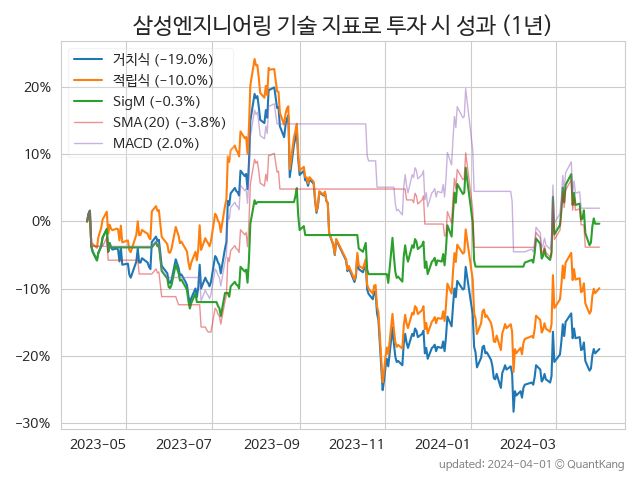 삼성엔지니어링 기술 지표로 투자 시 성과 (1년)
거치식 (−19.0%)
적립식 (−10.0%)
SigM (−0.3%)
SMA(20) (−3.8%)
MACD (2.0%)
20%
10%
0%
−10%
−20%
−30%
2023-05 2023-07 2023-09 2023-11 2024-01 2024-03
updated: 2024-04-01 © QuantKang